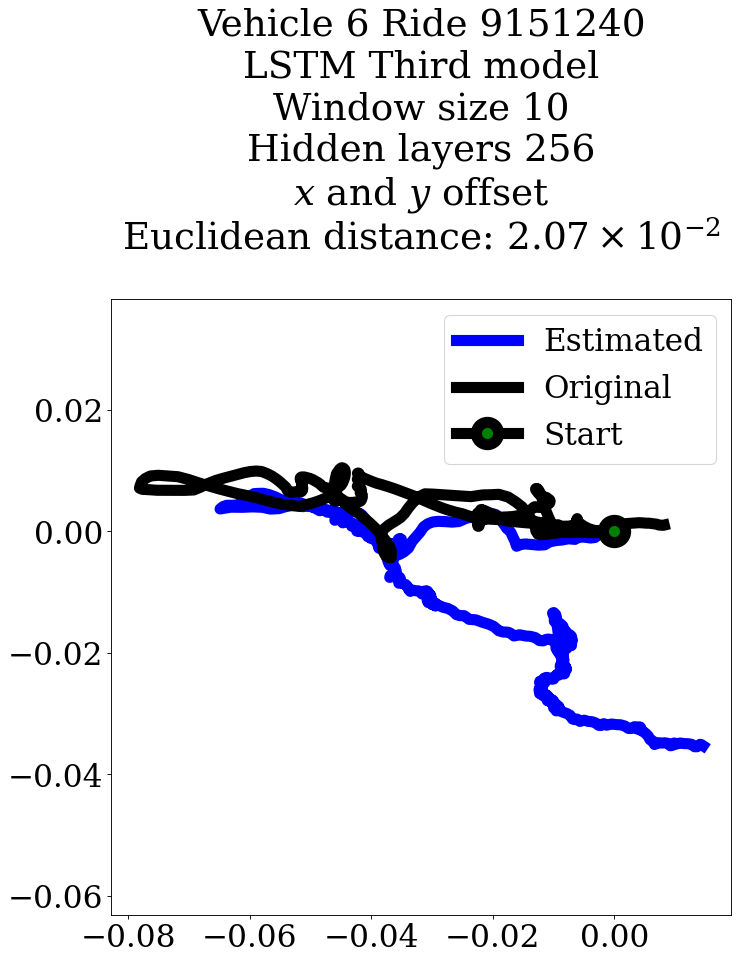 Vehicle 6 Ride 9151240
LSTM Third model
Window size 10
Hidden layers 256
x and y offset
Euclidean distance: 2.07 × 10⁻²
Estimated
Original
Start
0.02
0.00
−0.02
−0.04
−0.06
−0.08 −0.06 −0.04 −0.02 0.00